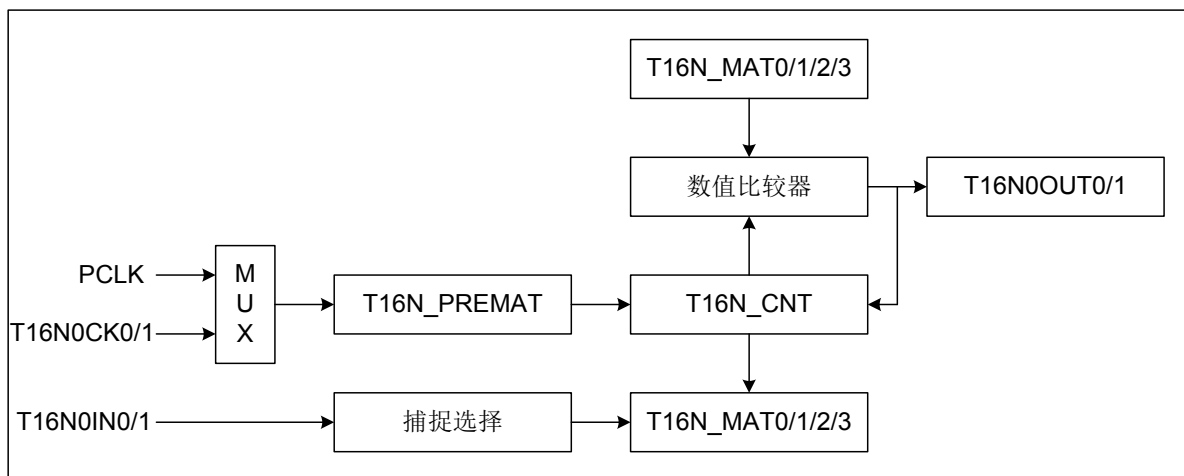 T16N_MAT0/1/2/3
数值比较器
T16N0OUT0/1
PCLK
M
U
X
T16N_PREMAT
T16N_CNT
T16N0CK0/1
T16N0IN0/1
捕捉选择
T16N_MAT0/1/2/3